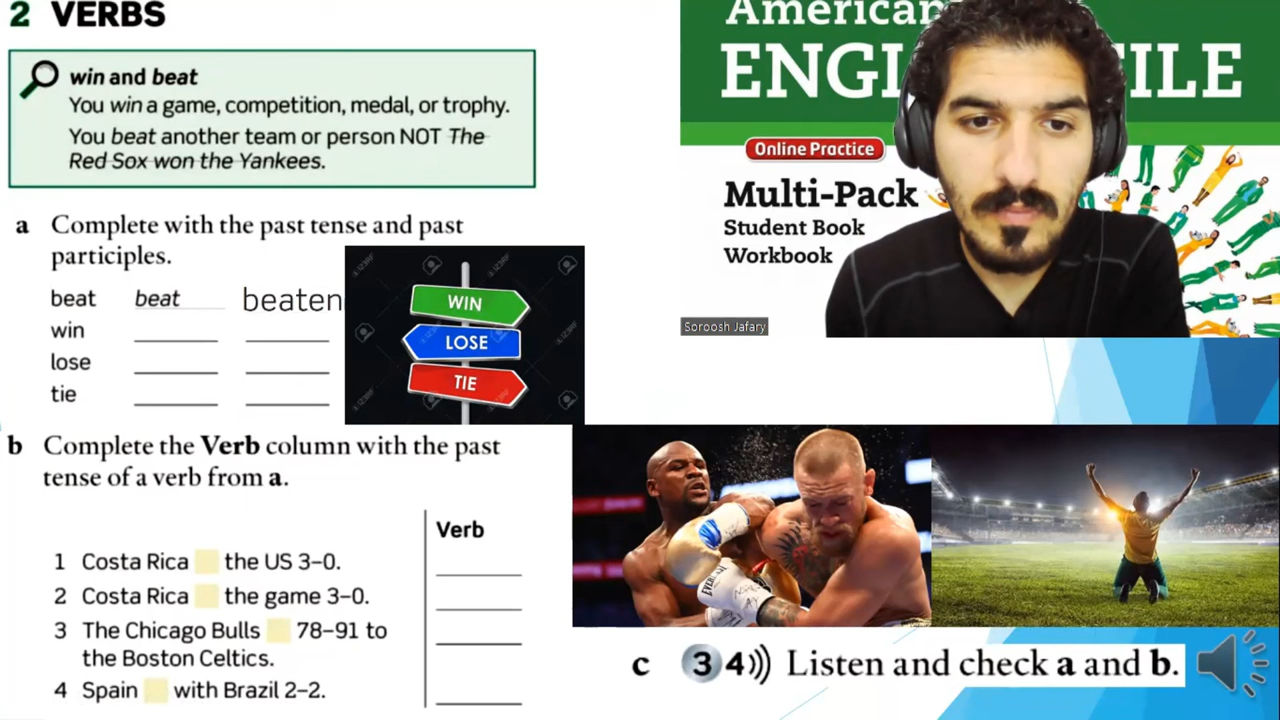 2 VERBS
win and beat
You win a game, competition, medal, or trophy.
You beat another team or person NOT The
Red Sox won the Yankees.
a Complete with the past tense and past
participles.
beat beat beaten
win
lose
tie
WIN
LOSE
TIE
b Complete the Verb column with the past
tense of a verb from a.
Verb
1 Costa Rica the US 3–0.
2 Costa Rica the game 3–0.
3 The Chicago Bulls 78–91 to
the Boston Celtics.
4 Spain with Brazil 2–2.
American
ENGL FILE
Online Practice
Multi-Pack
Student Book
Workbook
Soroosh Jafary
EVERLAST
c 3 4 Listen and check a and b.